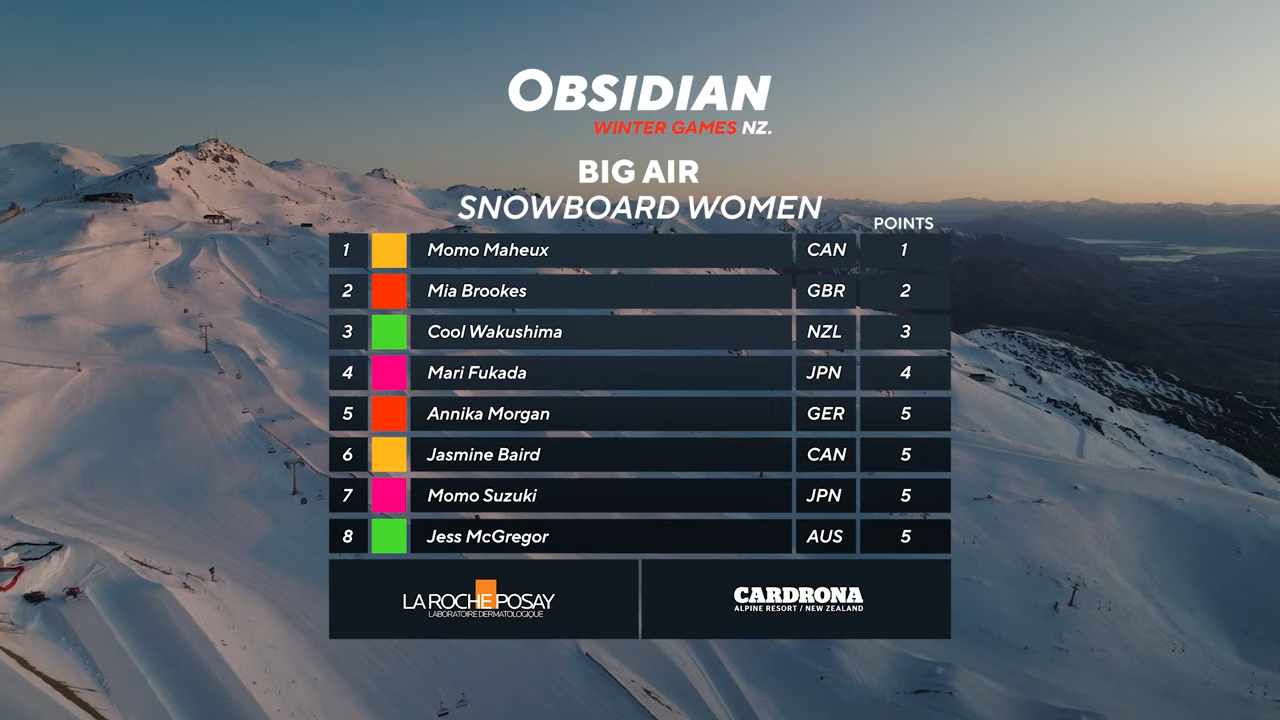 OBSIDIAN
WINTER GAMES NZ.
BIG AIR
SNOWBOARD WOMEN
POINTS
1 Momo Maheux CAN 1
2 Mia Brookes GBR 2
3 Cool Wakushima NZL 3
4 Mari Fukada JPN 4
5 Annika Morgan GER 5
6 Jasmine Baird CAN 5
7 Momo Suzuki JPN 5
8 Jess McGregor AUS 5
LA ROCHE POSAY
LABORATOIRE DERMATOLOGIQUE
CARDRONA
ALPINE RESORT / NEW ZEALAND